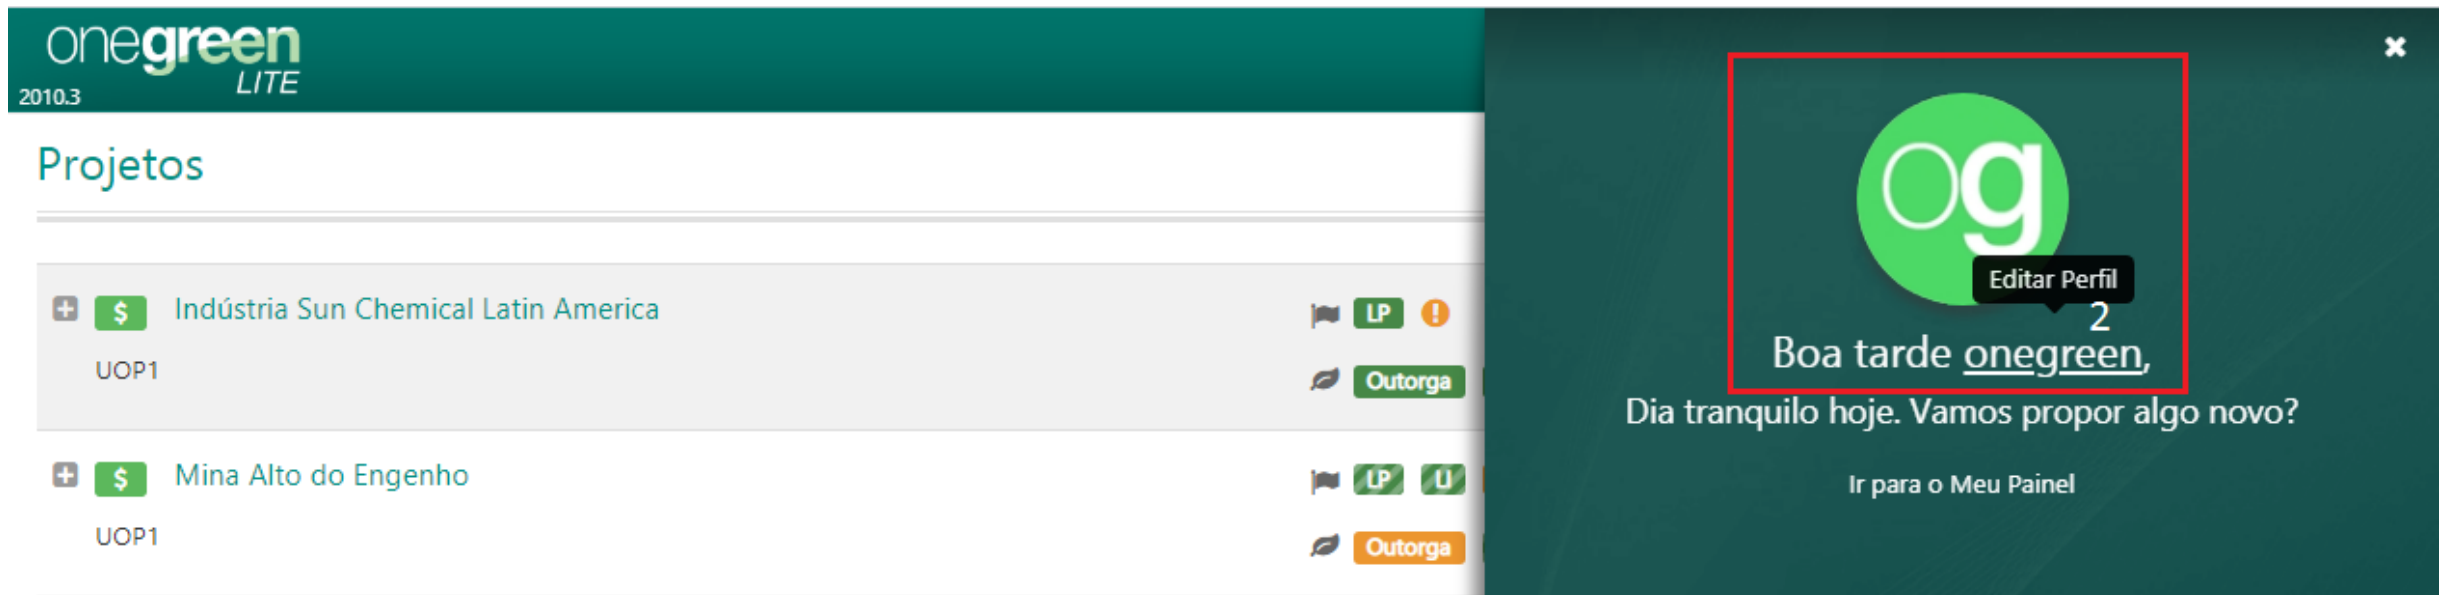 onegreen
LITE
2010.3
Projetos
$ Indústria Sun Chemical Latin America
LP !
UOP1
Outorga
$ Mina Alto do Engenho
LP LI
UOP1
Outorga
og
Editar Perfil
2
Boa tarde onegreen,
Dia tranquilo hoje. Vamos propor algo novo?
Ir para o Meu Painel